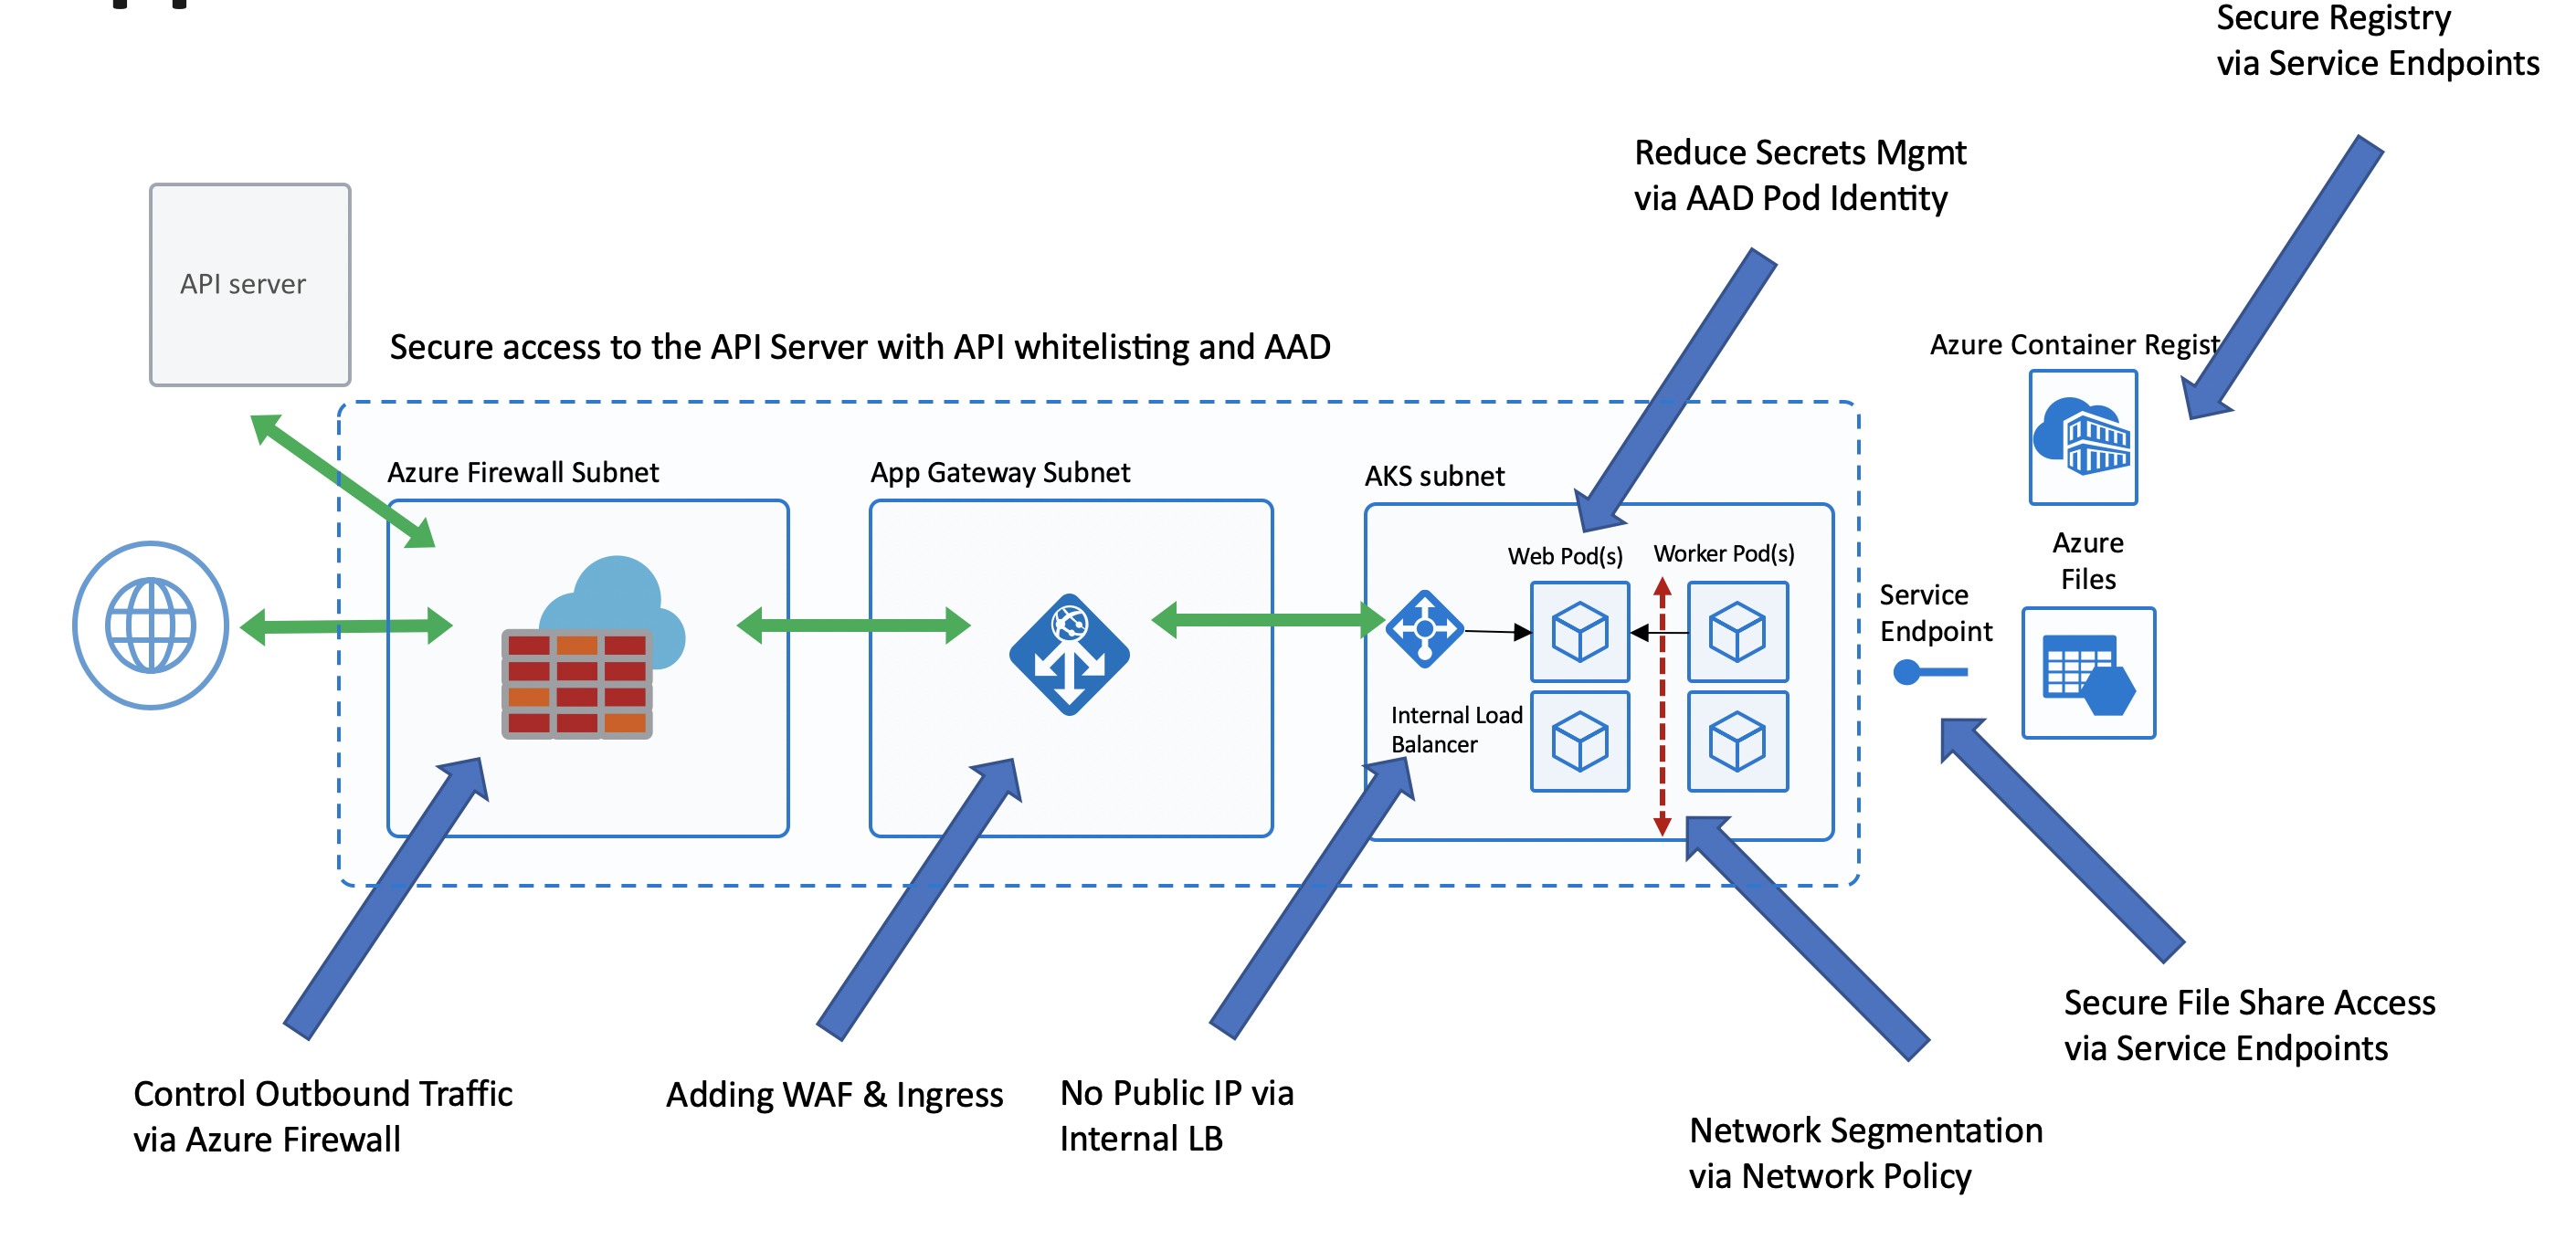 Secure Registry
via Service Endpoints
Reduce Secrets Mgmt
via AAD Pod Identity
API server
Secure access to the API Server with API whitelisting and AAD
Azure Container Regist
Azure Firewall Subnet
App Gateway Subnet
AKS subnet
Web Pod(s)
Worker Pod(s)
Azure
Files
Service
Endpoint
Internal Load
Balancer
Control Outbound Traffic
via Azure Firewall
Adding WAF & Ingress
No Public IP via
Internal LB
Secure File Share Access
via Service Endpoints
Network Segmentation
via Network Policy